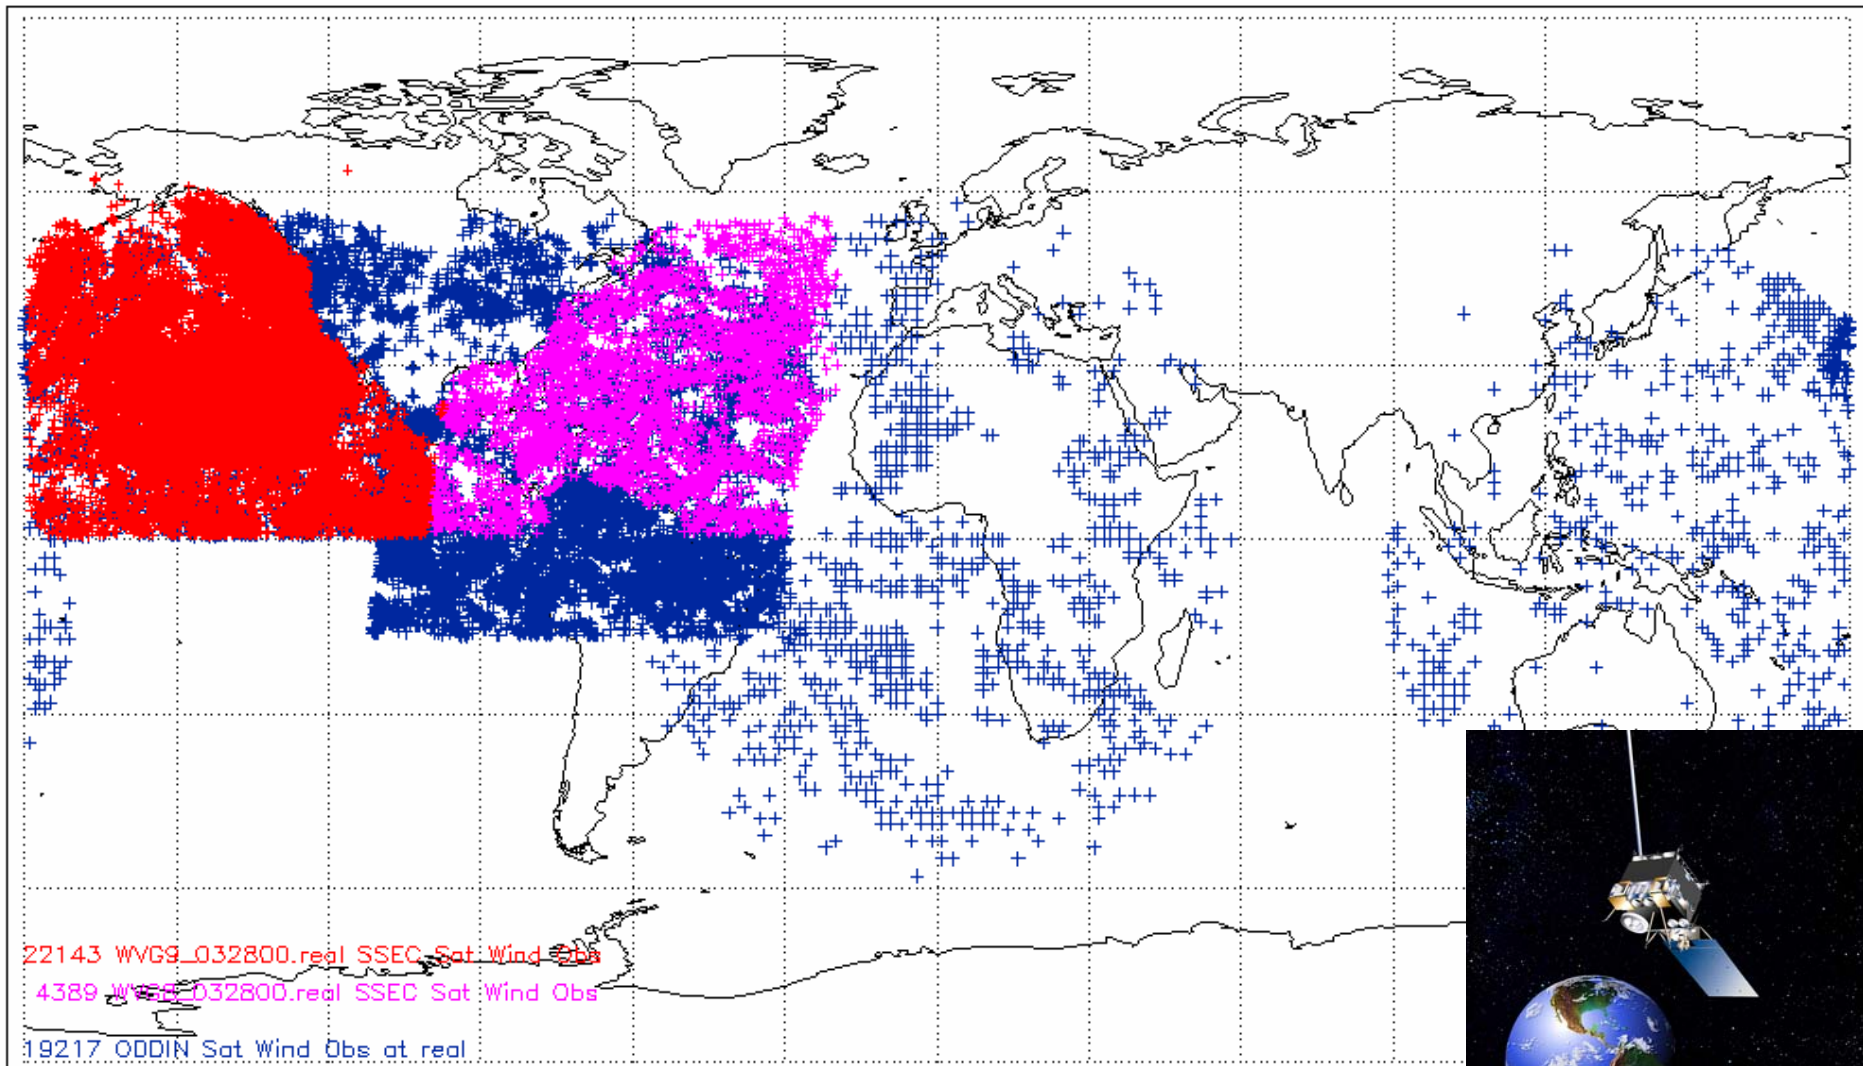 22143 WVG9_032800.real SSEC Sat Wind Obs
4389 WVG8_032800.real SSEC Sat Wind Obs
19217 ODDIN Sat Wind Obs at real